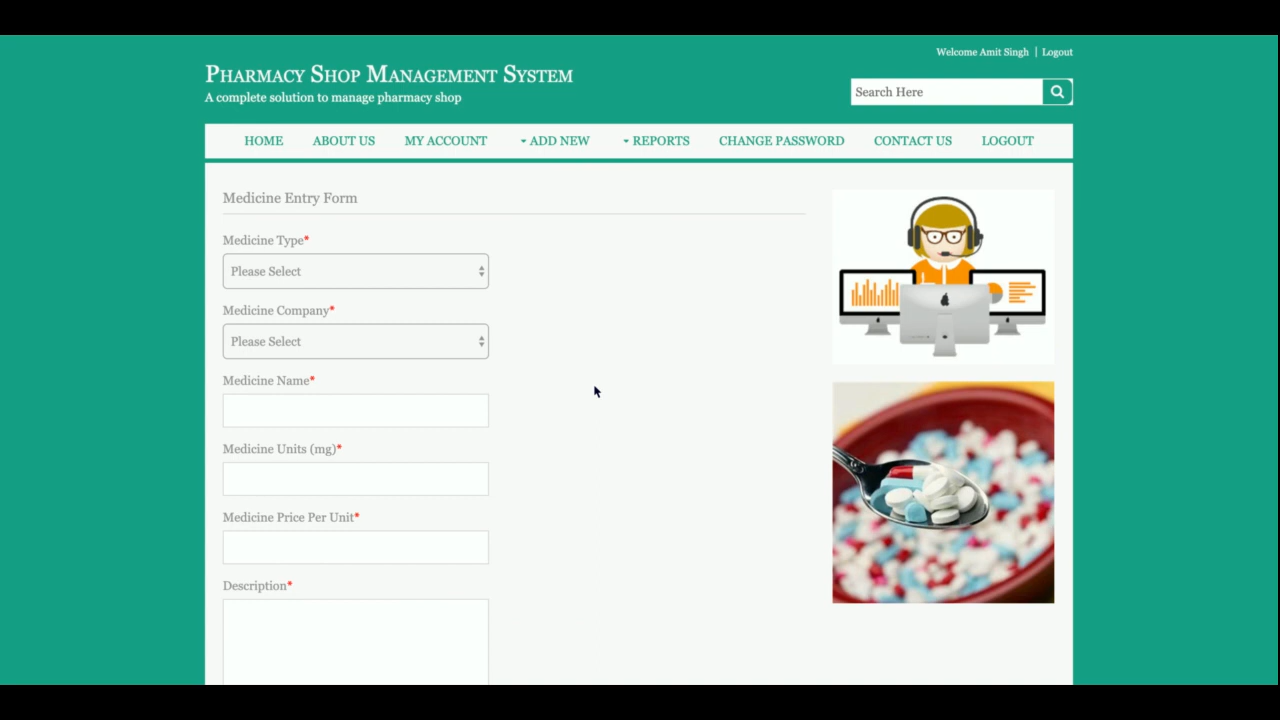 Welcome Amit Singh | Logout
PHARMACY SHOP MANAGEMENT SYSTEM
A complete solution to manage pharmacy shop
Search Here
HOME ABOUT US MY ACCOUNT ADD NEW REPORTS CHANGE PASSWORD CONTACT US LOGOUT
Medicine Entry Form
Medicine Type*
Please Select
Medicine Company*
Please Select
Medicine Name*
Medicine Units (mg)*
Medicine Price Per Unit*
Description*